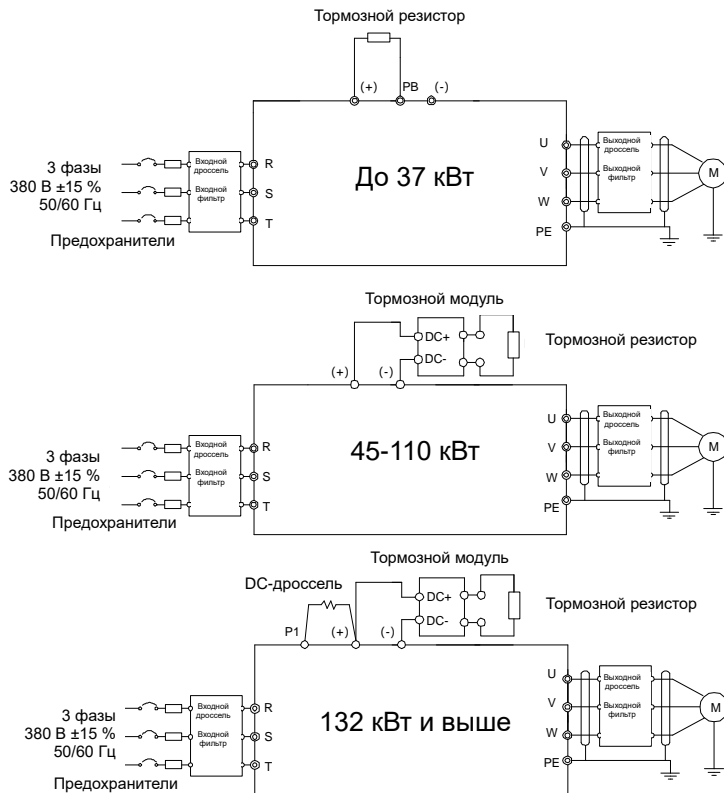 Тормозной резистор
(+) PB (-)
3 фазы
380 В ±15 %
50/60 Гц
Предохранители
Входной
дроссель
Входной
фильтр
R
S
T
До 37 кВт
U
V
W
PE
Выходной
дроссель
Выходной
фильтр
M
Тормозной модуль
DC+
DC-
Тормозной резистор
(+) (-)
3 фазы
380 В ±15 %
50/60 Гц
Предохранители
Входной
дроссель
Входной
фильтр
R
S
T
45-110 кВт
U
V
W
PE
Выходной
дроссель
Выходной
фильтр
M
Тормозной модуль
DC-дроссель
DC+
DC-
Тормозной резистор
P1 (+) (-)
3 фазы
380 В ±15 %
50/60 Гц
Предохранители
Входной
дроссель
Входной
фильтр
R
S
T
132 кВт и выше
U
V
W
PE
Выходной
дроссель
Выходной
фильтр
M